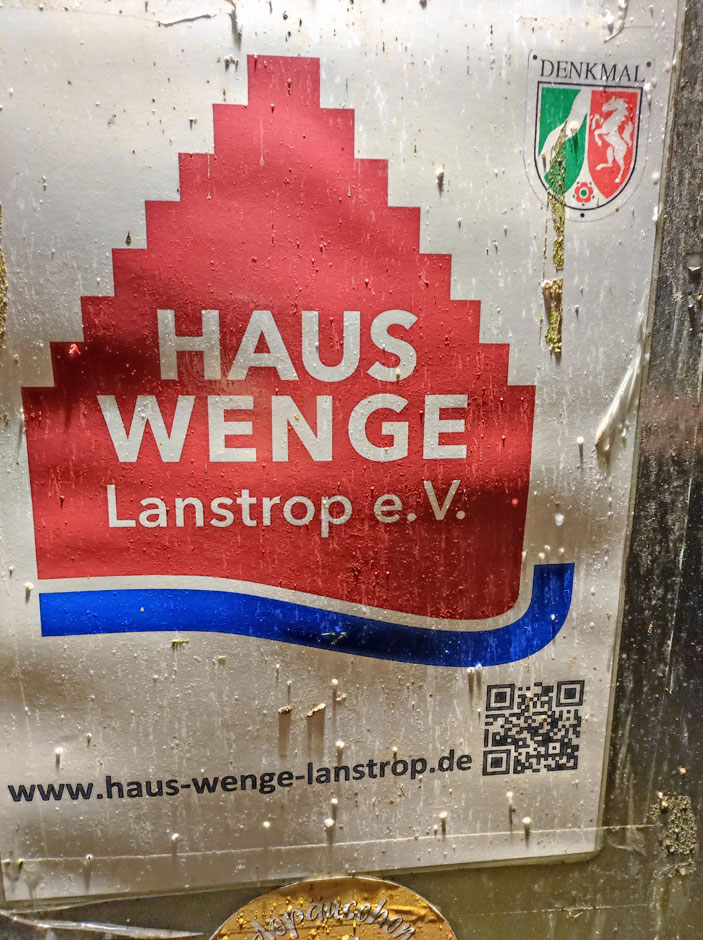 DENKMAL
HAUS
WENGE
Lanstrop e.V.
www.haus-wenge-lanstrop.de